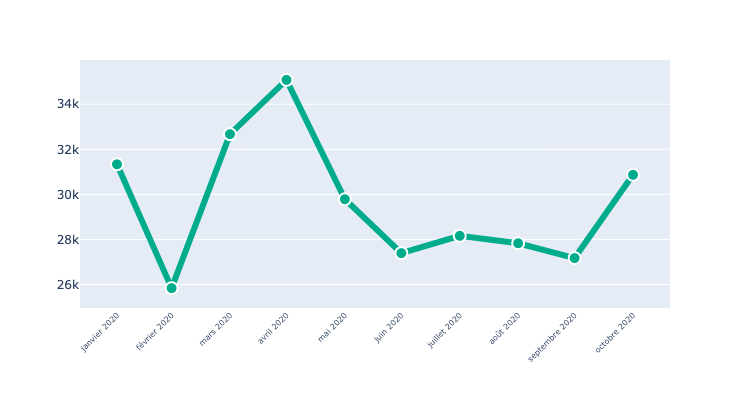 34k
32k
30k
28k
26k
janvier 2020
février 2020
mars 2020
avril 2020
mai 2020
juin 2020
juillet 2020
août 2020
septembre 2020
octobre 2020